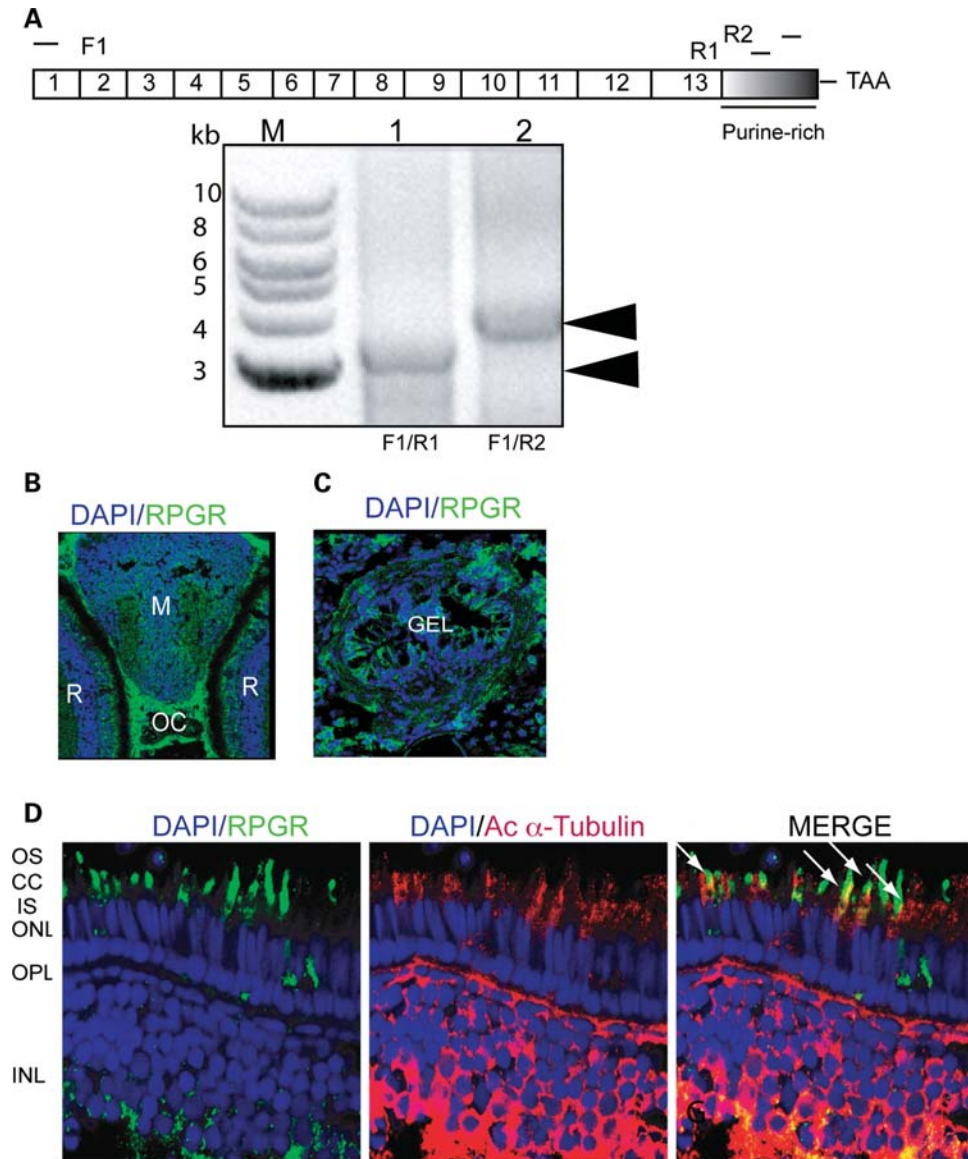 A
F1 R1 R2
1 2 3 4 5 6 7 8 9 10 11 12 13 TAA
Purine-rich
kb M 1 2
10
8
6
5
4
3
F1/R1 F1/R2
B
DAPI/RPGR
M
R R
OC
C
DAPI/RPGR
GEL
D
DAPI/RPGR DAPI/Ac α-Tubulin MERGE
OS
CC
IS
ONL
OPL
INL
G